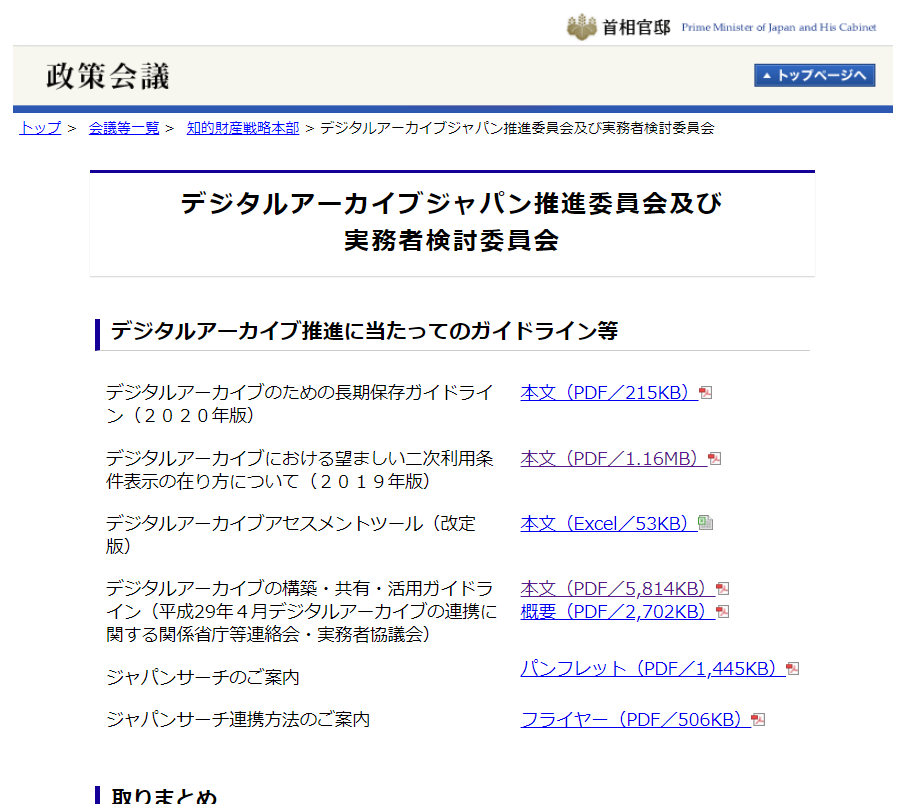 首相官邸 Prime Minister of Japan and His Cabinet
政策会議
▲トップページへ
トップ > 会議等一覧 > 知的財産戦略本部 > デジタルアーカイブジャパン推進委員会及び実務者検討委員会
デジタルアーカイブジャパン推進委員会及び
実務者検討委員会
デジタルアーカイブ推進に当たってのガイドライン等
デジタルアーカイブのための長期保存ガイドライ
ン（２０２０年版）
本文（PDF／215KB）
デジタルアーカイブにおける望ましい二次利用条
件表示の在り方について（２０１９年版）
本文（PDF／1.16MB）
デジタルアーカイブアセスメントツール（改定
版）
本文（Excel／53KB）
デジタルアーカイブの構築・共有・活用ガイドラ
イン（平成29年４月デジタルアーカイブの連携に
関する関係省庁等連絡会・実務者協議会）
本文（PDF／5,814KB）
概要（PDF／2,702KB）
ジャパンサーチのご案内
パンフレット（PDF／1,445KB）
ジャパンサーチ連携方法のご案内
フライヤー（PDF／506KB）
取りまとめ